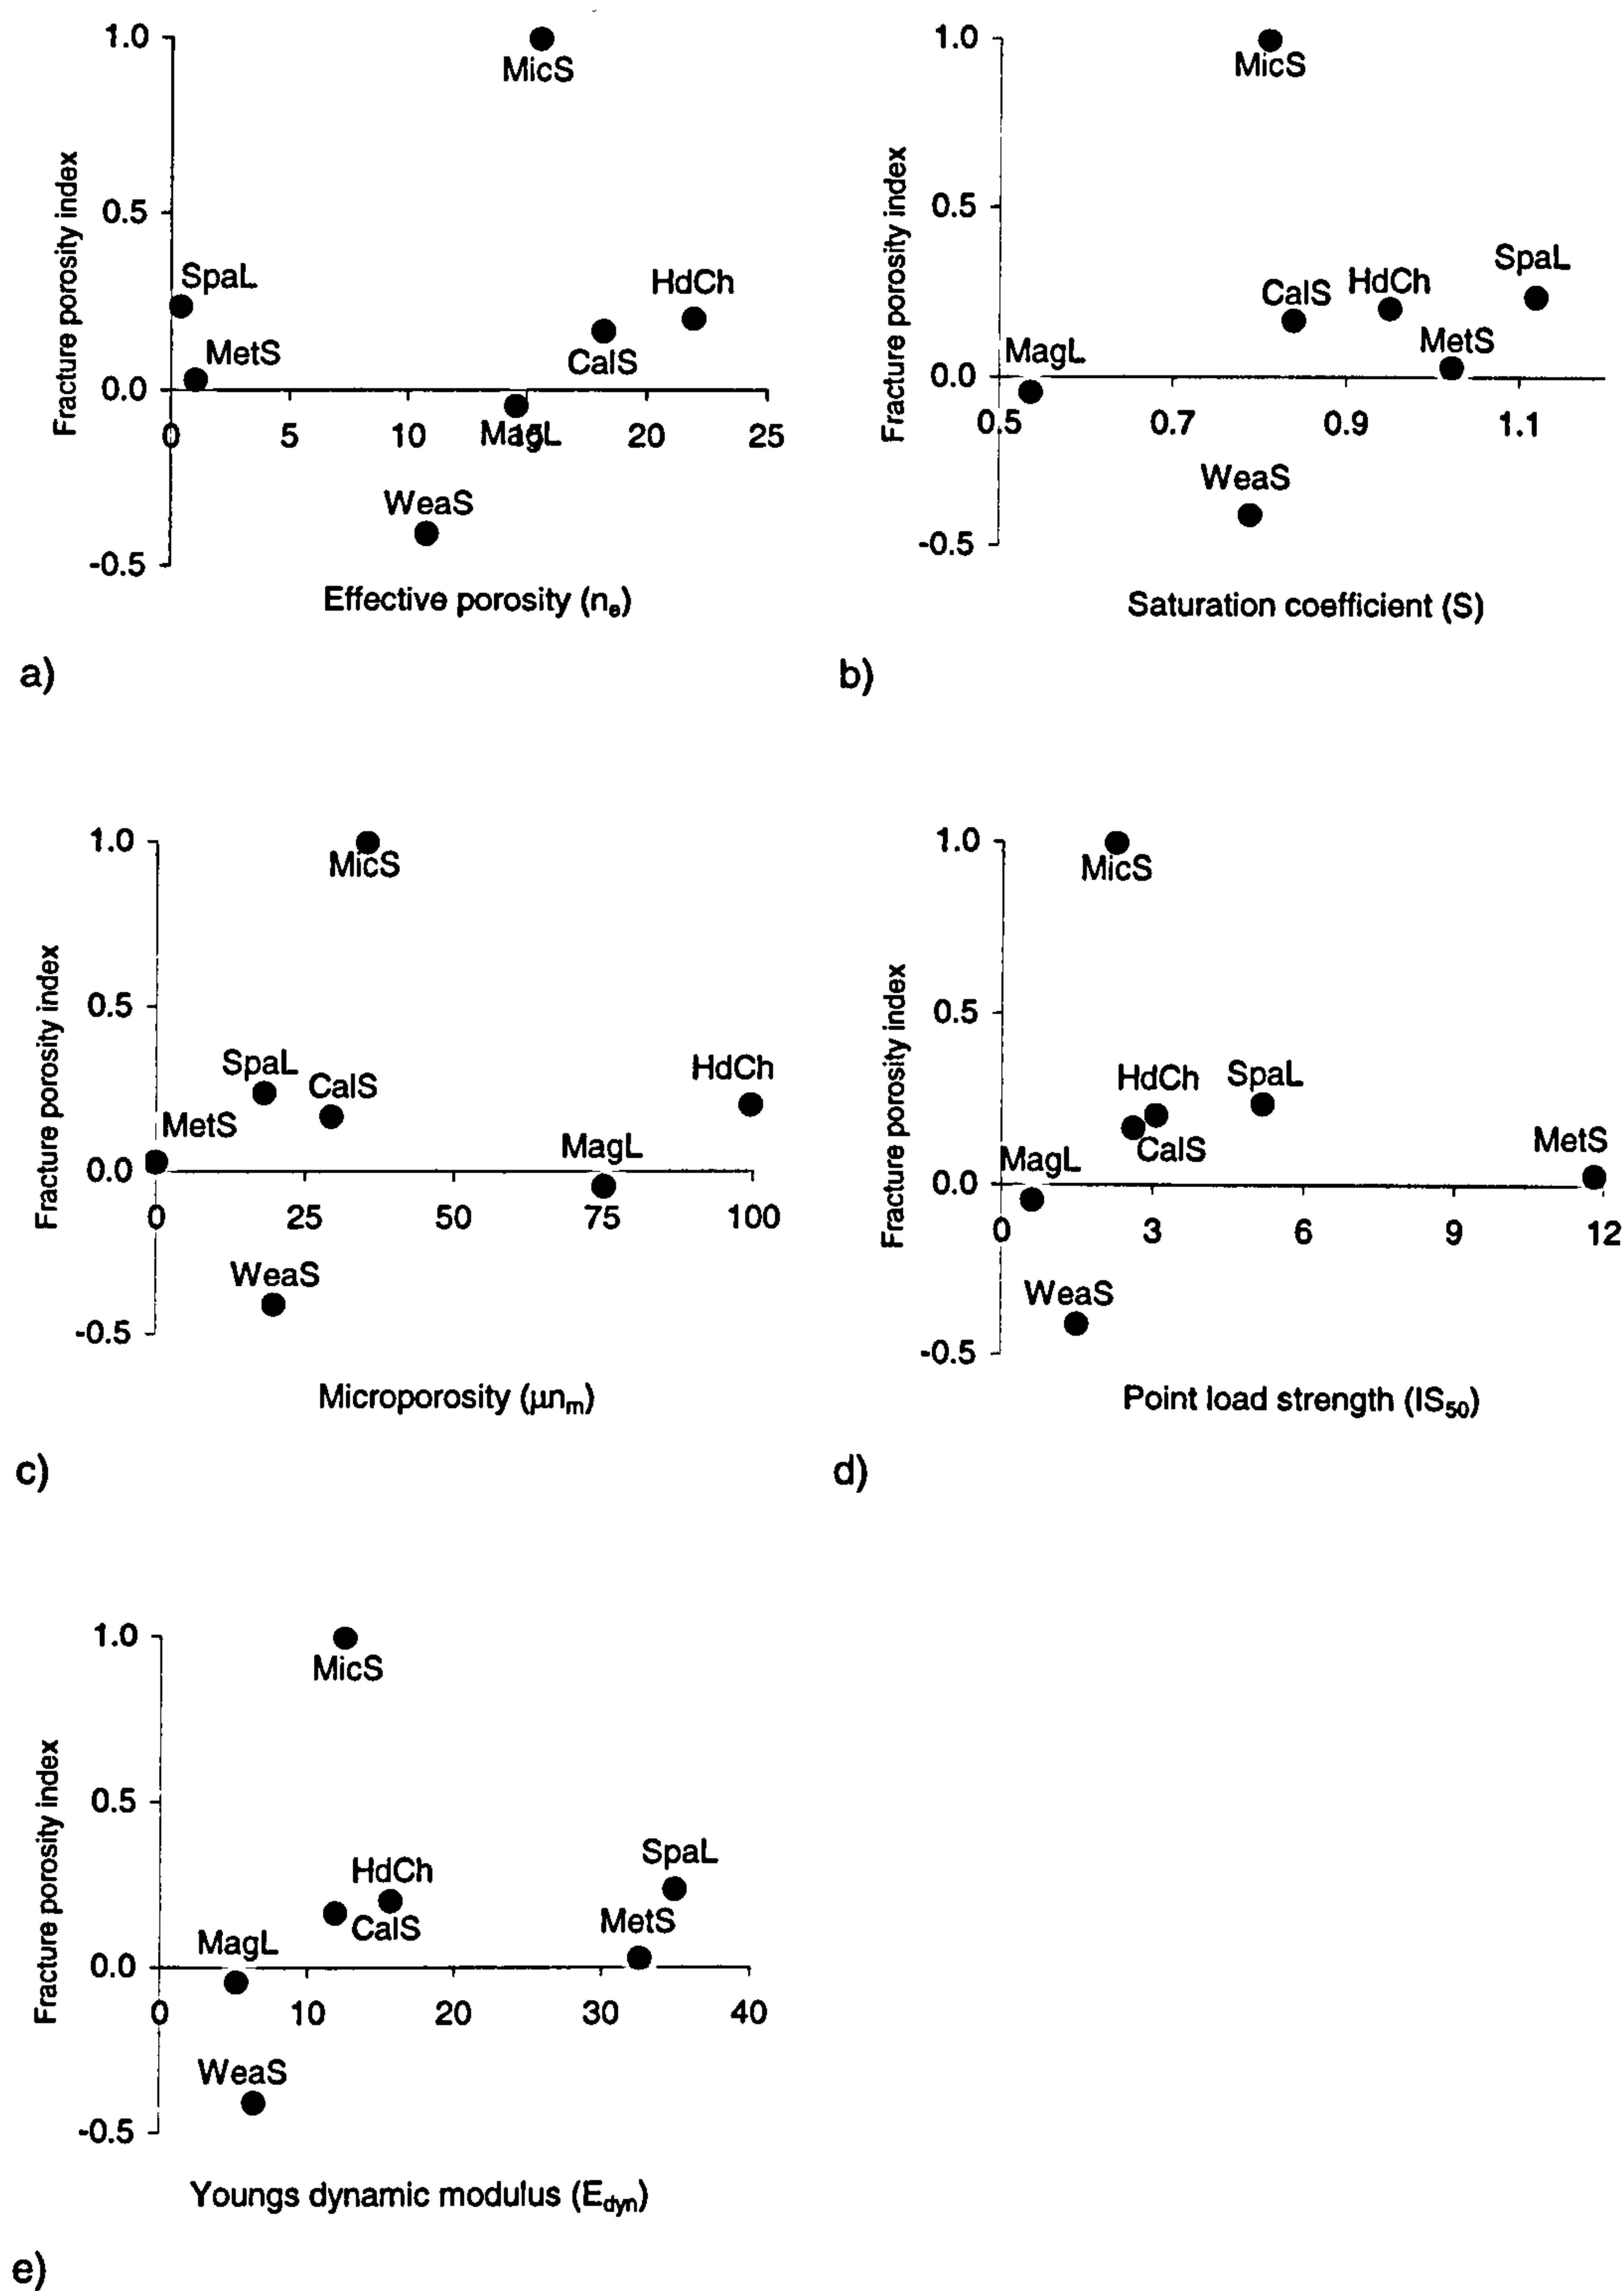 1.0
MicS
Fracture porosity index
0.5
SpaL
HdCh
MetS
CalS
0.0
0 5 10 15 20 25
MagL
WeaS
-0.5
Effective porosity (nₑ)
a)
1.0
MicS
Fracture porosity index
0.5
SpaL
CalS HdCh
MetS
MagL
0.0
0.5 0.7 0.9 1.1
WeaS
-0.5
Saturation coefficient (S)
b)
1.0
MicS
Fracture porosity index
0.5
SpaL CalS
HdCh
MetS
MagL
0.0
0 25 50 75 100
WeaS
-0.5
Microporosity (μnₘ)
c)
1.0
MicS
Fracture porosity index
0.5
HdCh SpaL
CalS
MetS
MagL
0.0
0 3 6 9 12
WeaS
-0.5
Point load strength (IS₅₀)
d)
1.0
MicS
Fracture porosity index
0.5
SpaL
HdCh
CalS
MetS
MagL
0.0
0 10 20 30 40
WeaS
-0.5
Youngs dynamic modulus (E_dyn)
e)